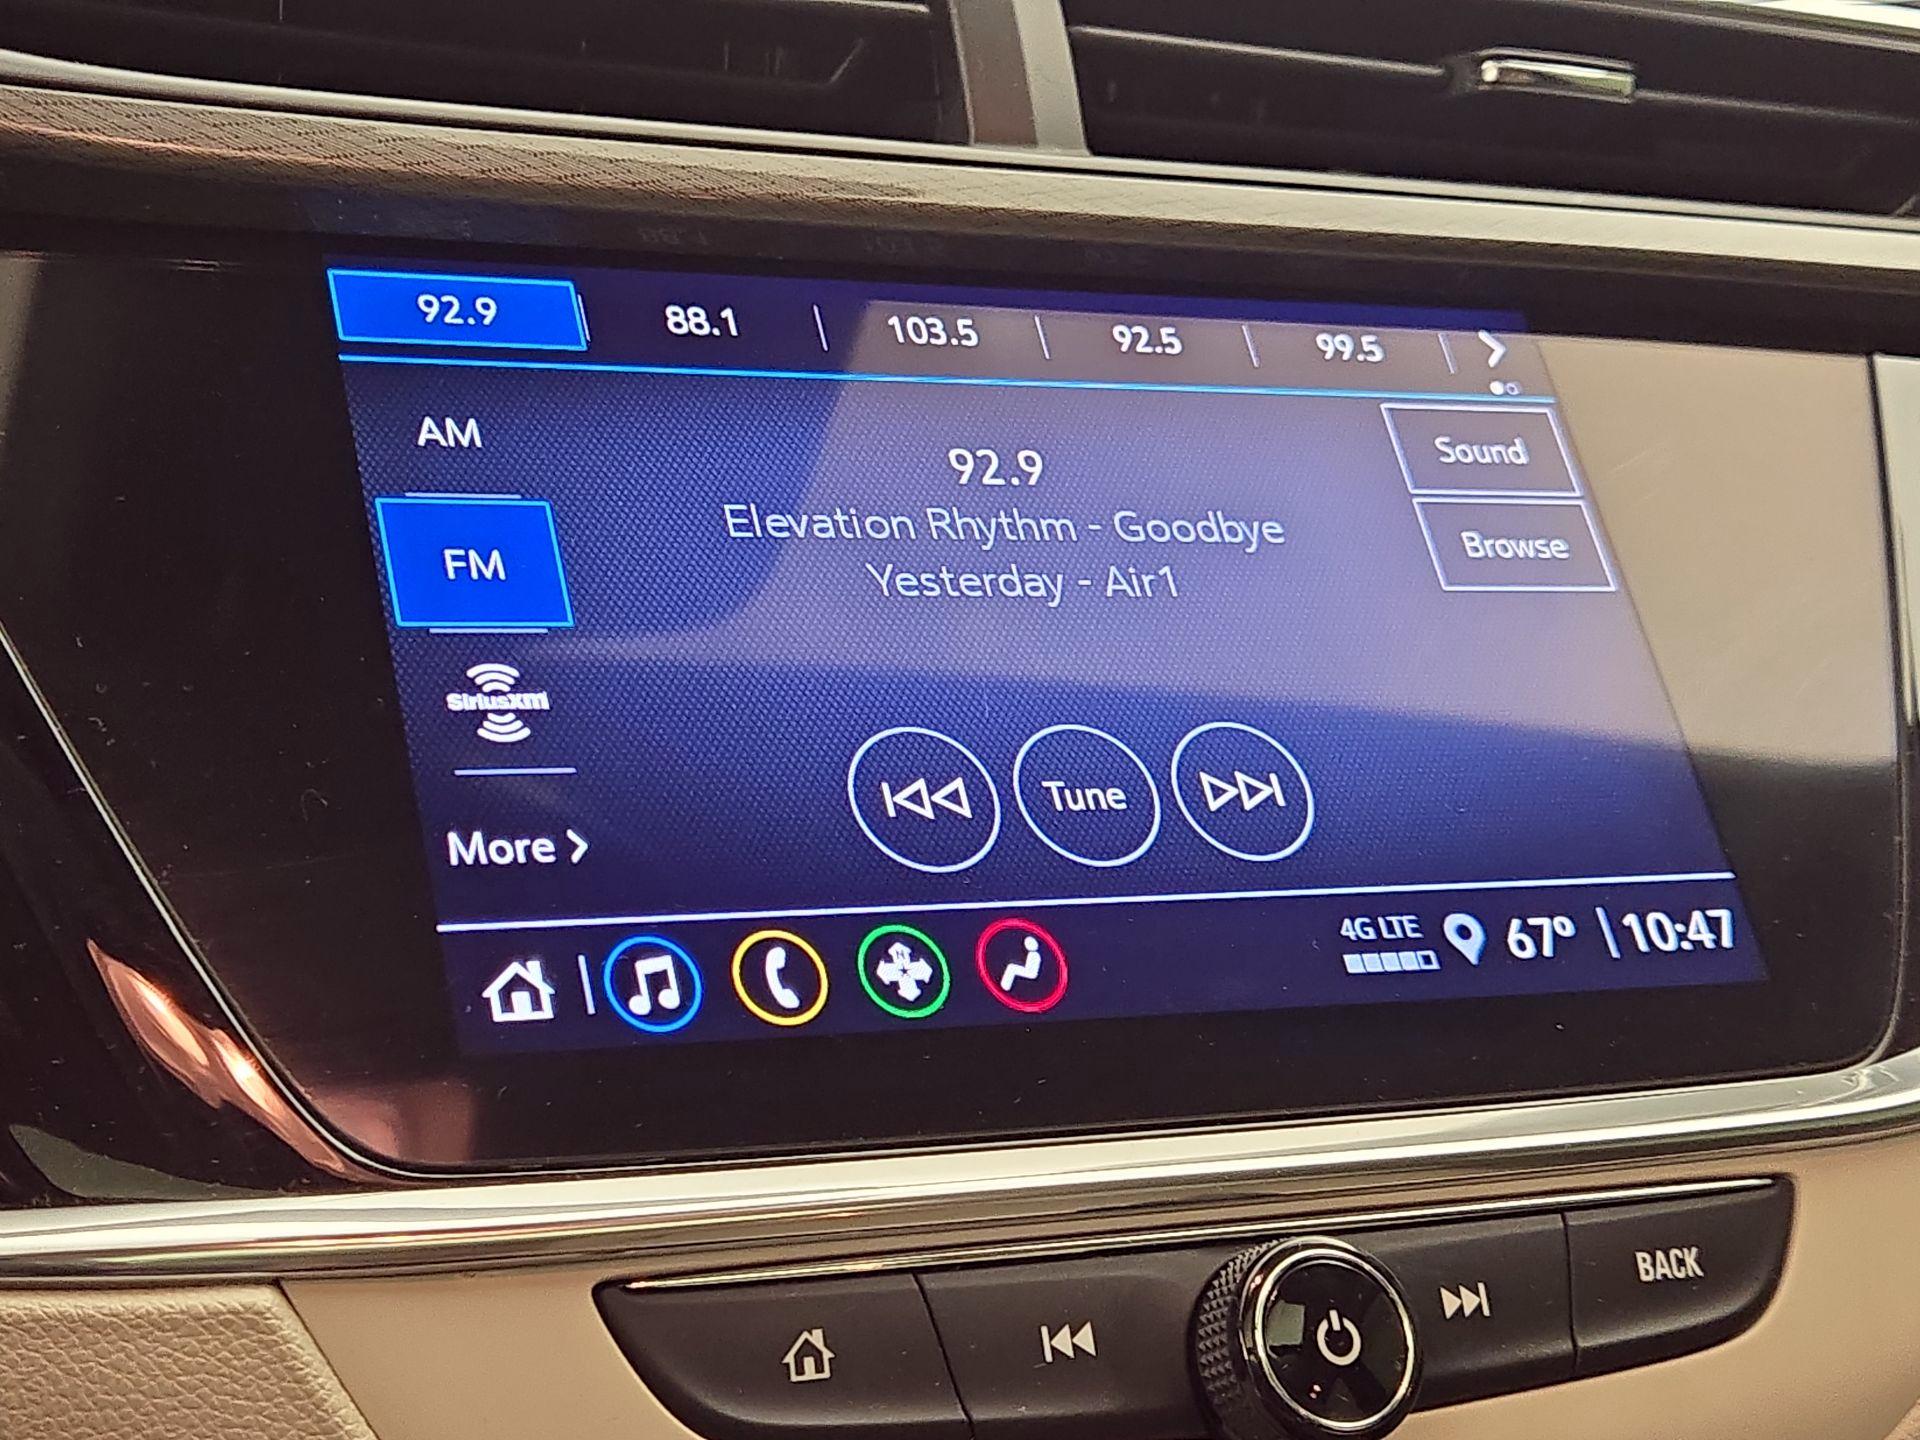 92.9
88.1
103.5
92.5
99.5
AM
92.9
Sound
Elevation Rhythm - Goodbye
Yesterday - Air1
Browse
FM
SiriusXM
Tune
More
4G LTE
67°
10:47
BACK